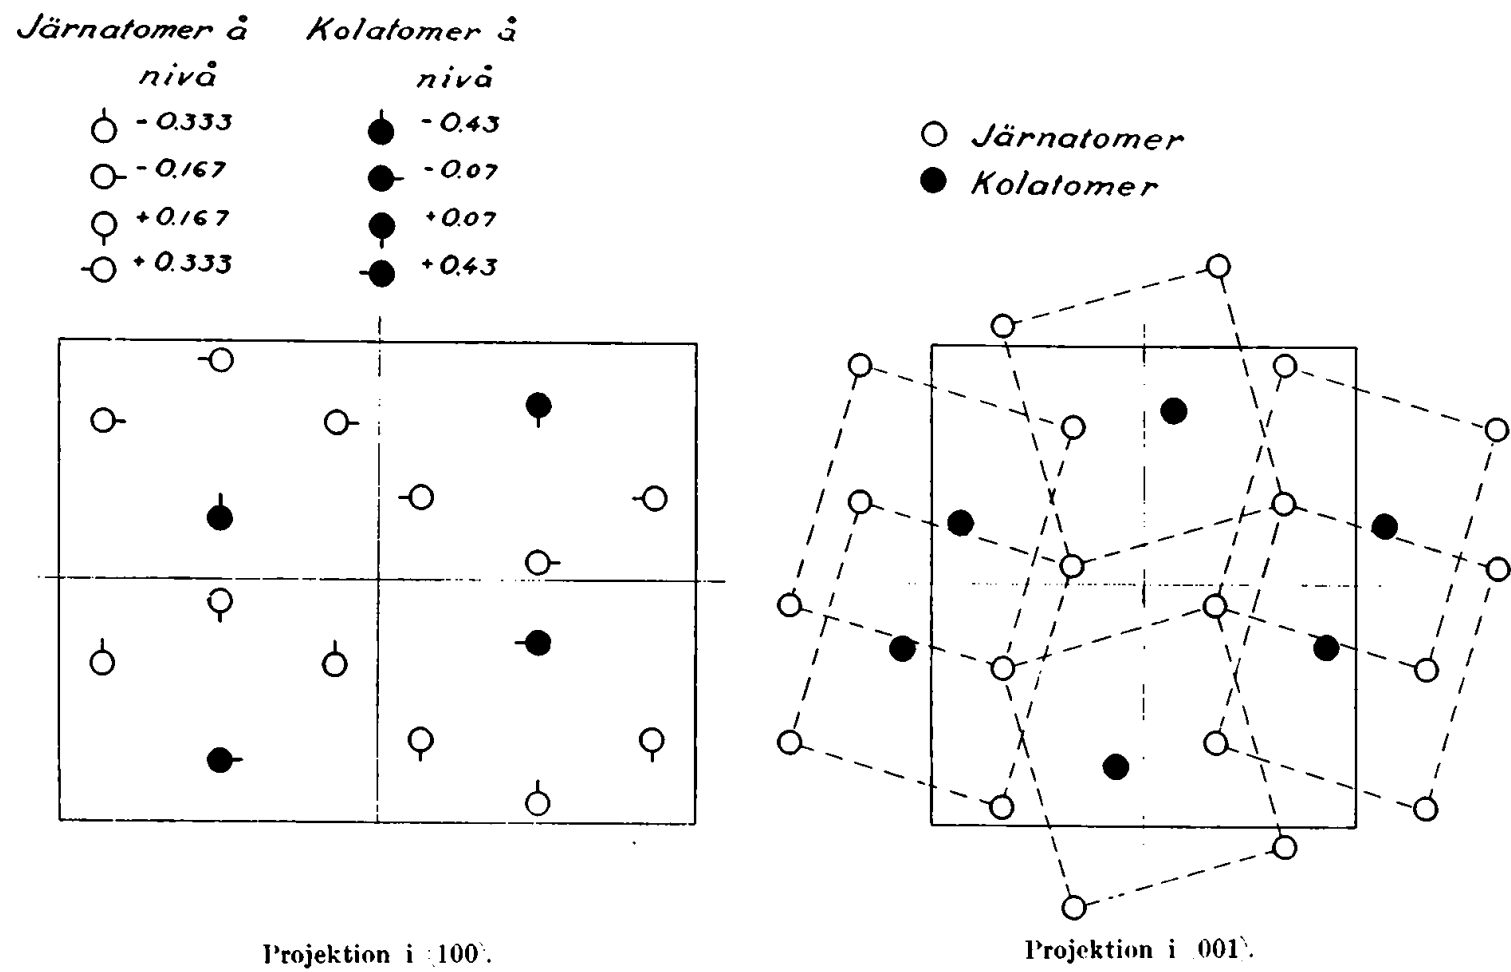 Järnatomer å
nivå
- 0.333
- 0.167
+ 0.167
+ 0.333
Kolatomer å
nivå
- 0.43
- 0.07
+ 0.07
+ 0.43
Järnatomer
Kolatomer
Projektion i (100).
Projektion i (001).